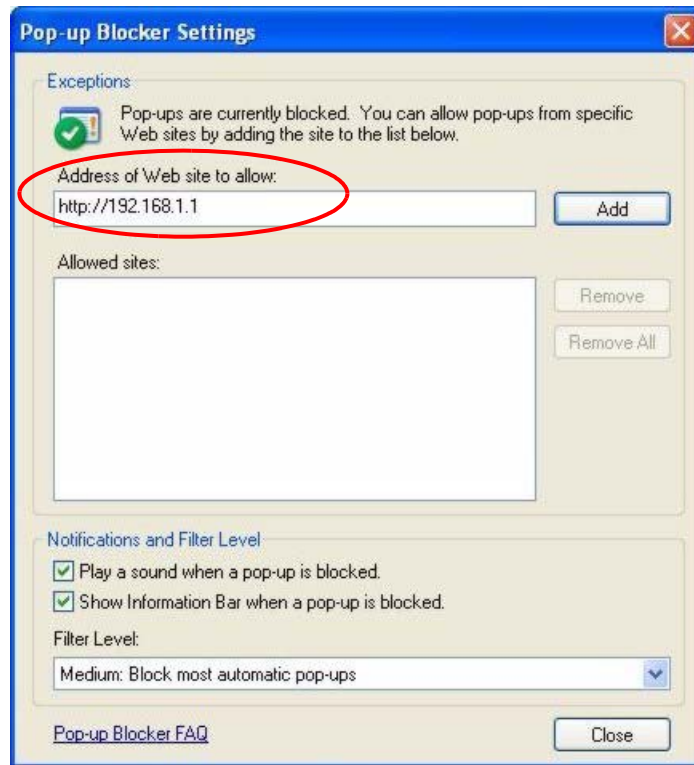 Pop-up Blocker Settings
Exceptions
Pop-ups are currently blocked. You can allow pop-ups from specific
Web sites by adding the site to the list below.
Address of Web site to allow:
http://192.168.1.1
Add
Allowed sites:
Remove
Remove All
Notifications and Filter Level
Play a sound when a pop-up is blocked.
Show Information Bar when a pop-up is blocked.
Filter Level:
Medium: Block most automatic pop-ups
Pop-up Blocker FAQ
Close